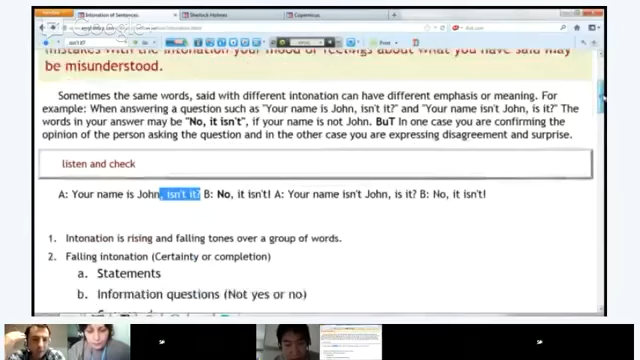 Intonation of Sentences
Sherlock Holmes
Copernicus
Google
isn't it?
Print
mistakes with the intonation your mood or feelings about what you have said may
be misunderstood.
Sometimes the same words, said with different intonation can have different emphasis or meaning. For
example: When answering a question such as "Your name is John, isn't it?" and "Your name isn't John, is it? The
words in your answer may be "No, it isn't", if your name is not John. BuT in one case you are confirming the
opinion of the person asking the question and in the other case you are expressing disagreement and surprise.
listen and check
A: Your name is John, isn't it? B: No, it isn't! A: Your name isn't John, is it? B: No, it isn't!
1. Intonation is rising and falling tones over a group of words.
2. Falling intonation (Certainty or completion)
a. Statements
b. Information questions (Not yes or no)